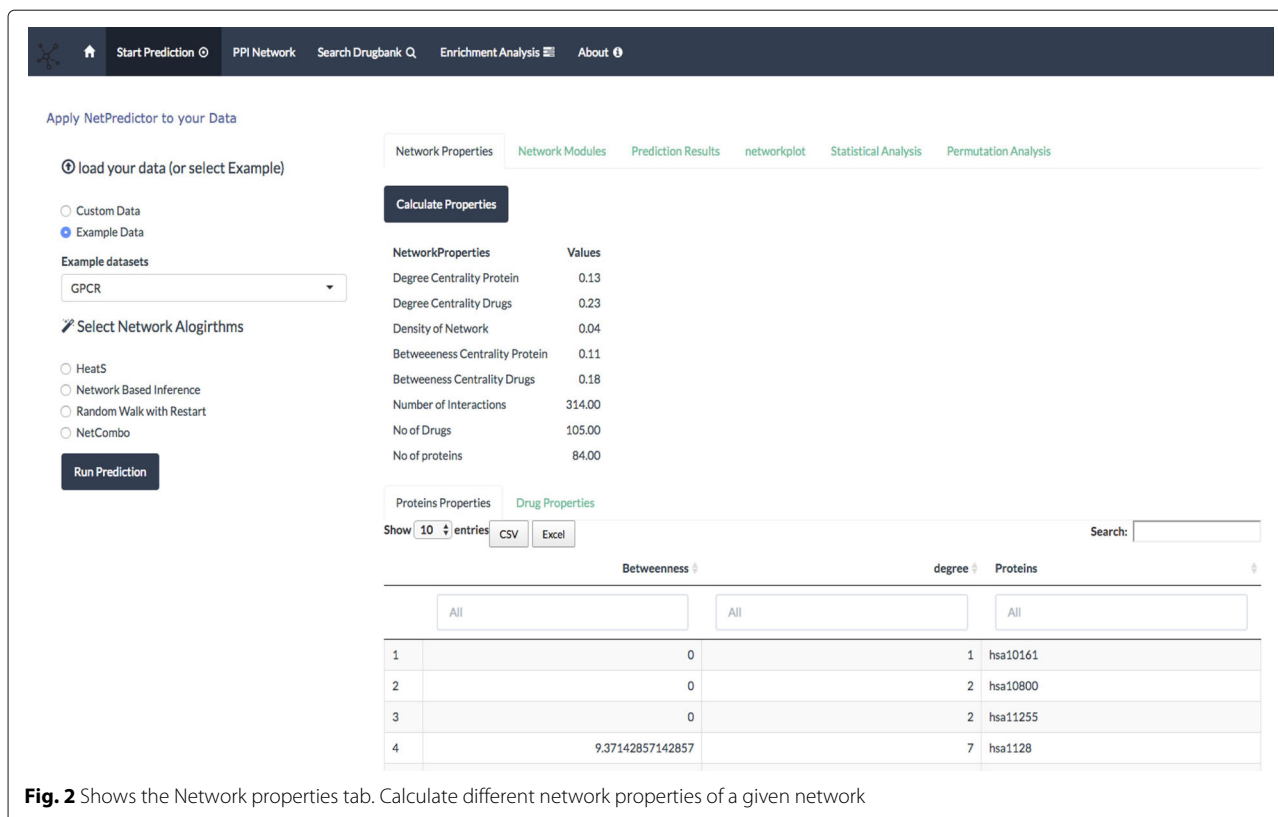 Start Prediction PPI Network Search Drugbank Enrichment Analysis About
Apply NetPredictor to your Data
load your data (or select Example)
Custom Data
Example Data
Example datasets
GPCR
Select Network Alogirthms
HeatS
Network Based Inference
Random Walk with Restart
NetCombo
Run Prediction
Network Properties Network Modules Prediction Results networkplot Statistical Analysis Permutation Analysis
Calculate Properties
NetworkProperties Values
Degree Centrality Protein 0.13
Degree Centrality Drugs 0.23
Density of Network 0.04
Betweeeness Centrality Protein 0.11
Betweeness Centrality Drugs 0.18
Number of Interactions 314.00
No of Drugs 105.00
No of proteins 84.00
Proteins Properties Drug Properties
Show 10 entries CSV Excel Search:
Betweenness degree Proteins
All All All
1 0 1 hsa10161
2 0 2 hsa10800
3 0 2 hsa11255
4 9.37142857142857 7 hsa1128
Fig. 2 Shows the Network properties tab. Calculate different network properties of a given network